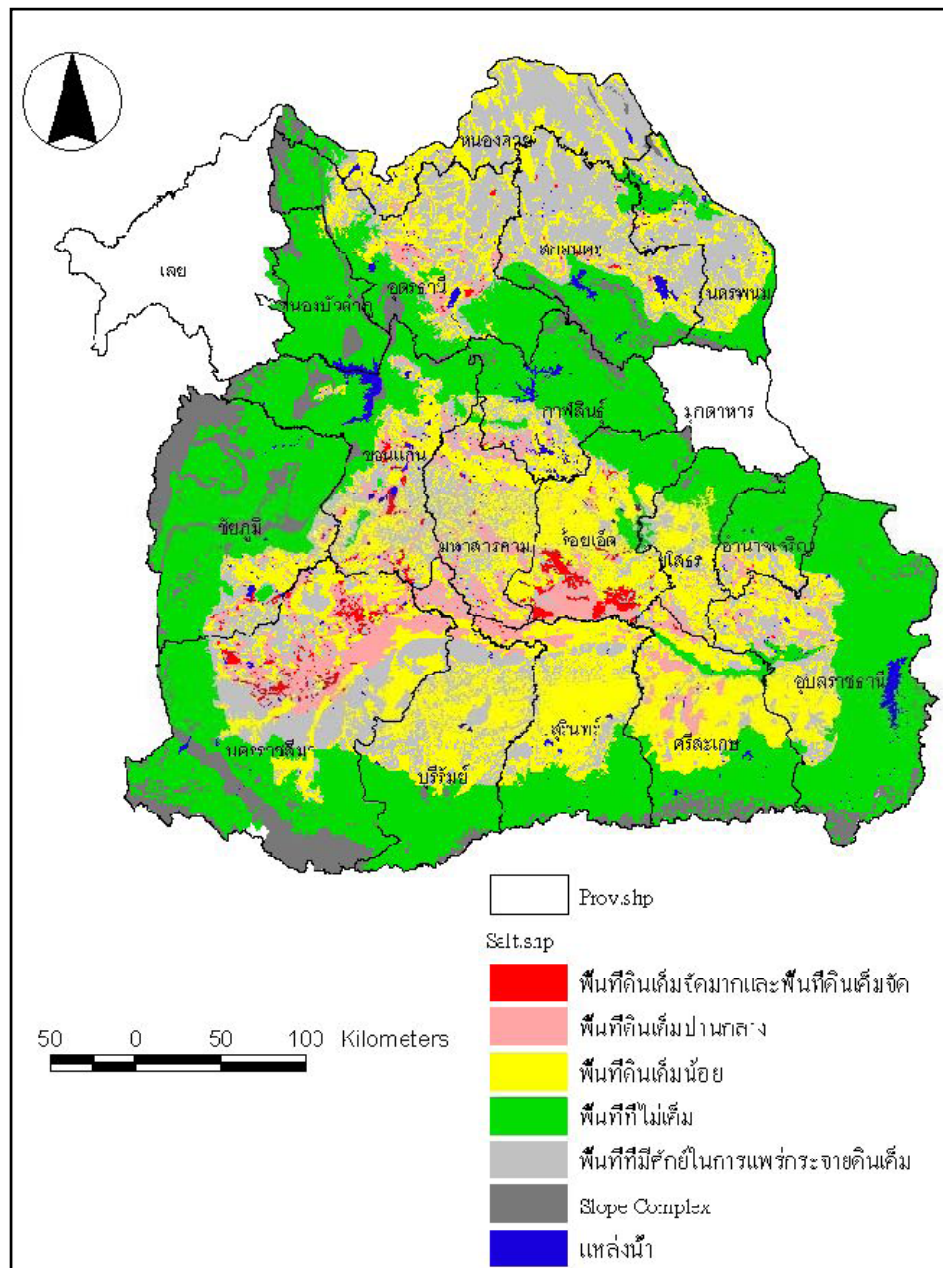 หนองคาย
สกลนคร
เลย
อุดรธานี
นครพนม
หนองบัวลำภู
กาฬสินธุ์
มุกดาหาร
ขอนแก่น
ชัยภูมิ
มหาสารคาม
ร้อยเอ็ด
ยโสธร
อำนาจเจริญ
อุบลราชธานี
นครราชสีมา
สุรินทร์
ศรีสะเกษ
บุรีรัมย์
Prov.shp
Salt.shp
พื้นที่ดินเค็มจัดมากและพื้นที่ดินเค็มจัด
50 0 50 100 Kilometers
พื้นที่ดินเค็มปานกลาง
พื้นที่ดินเค็มน้อย
พื้นที่ที่ไม่เค็ม
พื้นที่ที่มีศักย์ในการแพร่กระจายดินเค็ม
Slope Complex
แหล่งน้ำ